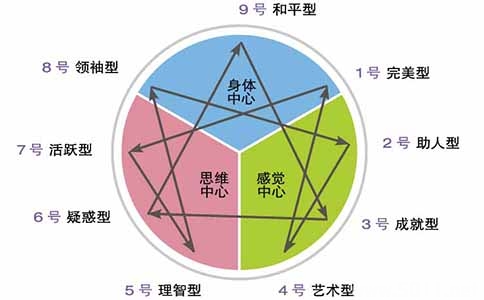 9 号 和平型
8 号 领袖型
1 号 完美型
身体
中心
7 号 活跃型
2 号 助人型
思维
中心
感觉
中心
6 号 疑惑型
3 号 成就型
5 号 理智型
4 号 艺术型